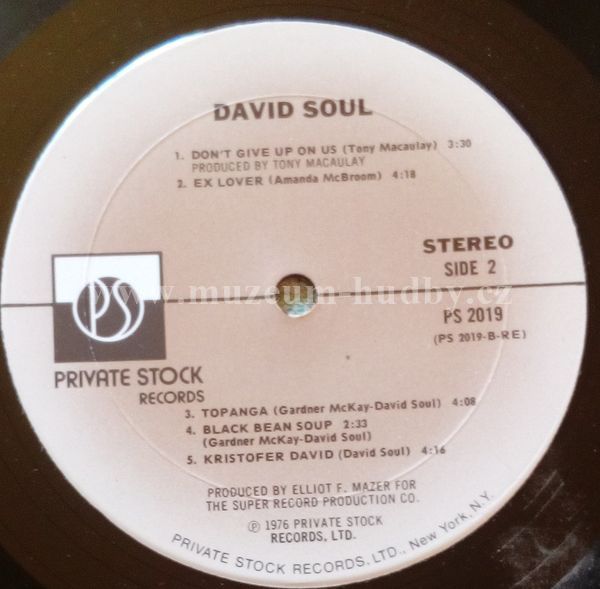 DAVID SOUL
1. DON'T GIVE UP ON US (Tony Macaulay) 3:30
PRODUCED BY TONY MACAULAY
2. EX LOVER (Amanda McBroom) 4:18
STEREO
SIDE 2
www.muzeum-hudby.cz
PS
PS 2019
(PS 2019-B-RE)
PRIVATE STOCK
RECORDS
3. TOPANGA (Gardner McKay-David Soul) 4:08
4. BLACK BEAN SOUP 2:33
(Gardner McKay-David Soul)
5. KRISTOFER DAVID (David Soul) 4:16
PRODUCED BY ELLIOT F. MAZER FOR
THE SUPER RECORD PRODUCTION CO.
℗ 1976 PRIVATE STOCK
RECORDS, LTD.
PRIVATE STOCK RECORDS, LTD., New York, N.Y.